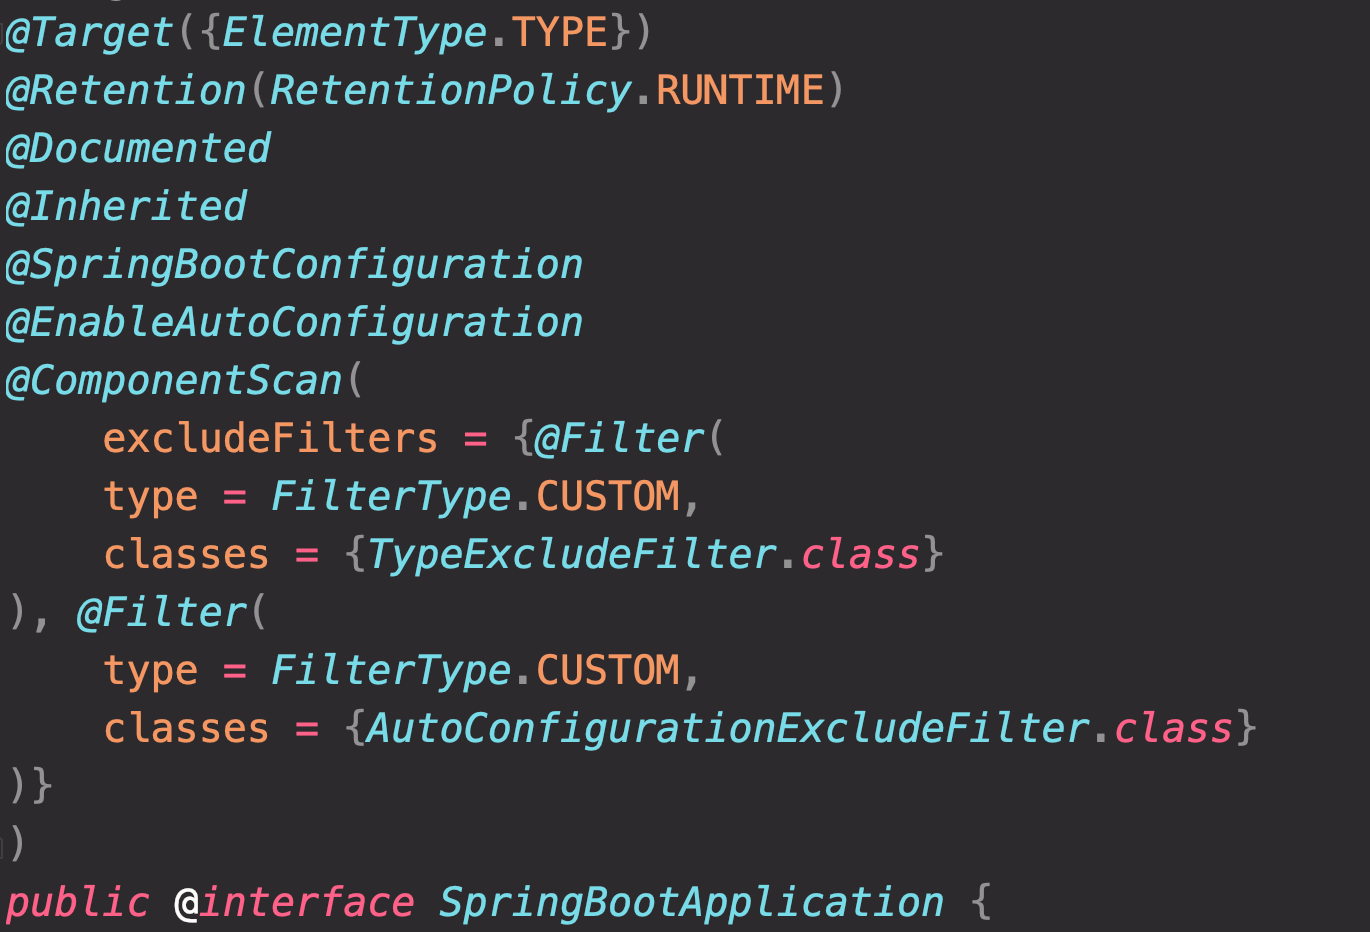 @Target({ElementType.TYPE})
@Retention(RetentionPolicy.RUNTIME)
@Documented
@Inherited
@SpringBootConfiguration
@EnableAutoConfiguration
@ComponentScan(
    excludeFilters = {@Filter(
    type = FilterType.CUSTOM,
    classes = {TypeExcludeFilter.class}
), @Filter(
    type = FilterType.CUSTOM,
    classes = {AutoConfigurationExcludeFilter.class}
)}
)
public @interface SpringBootApplication {